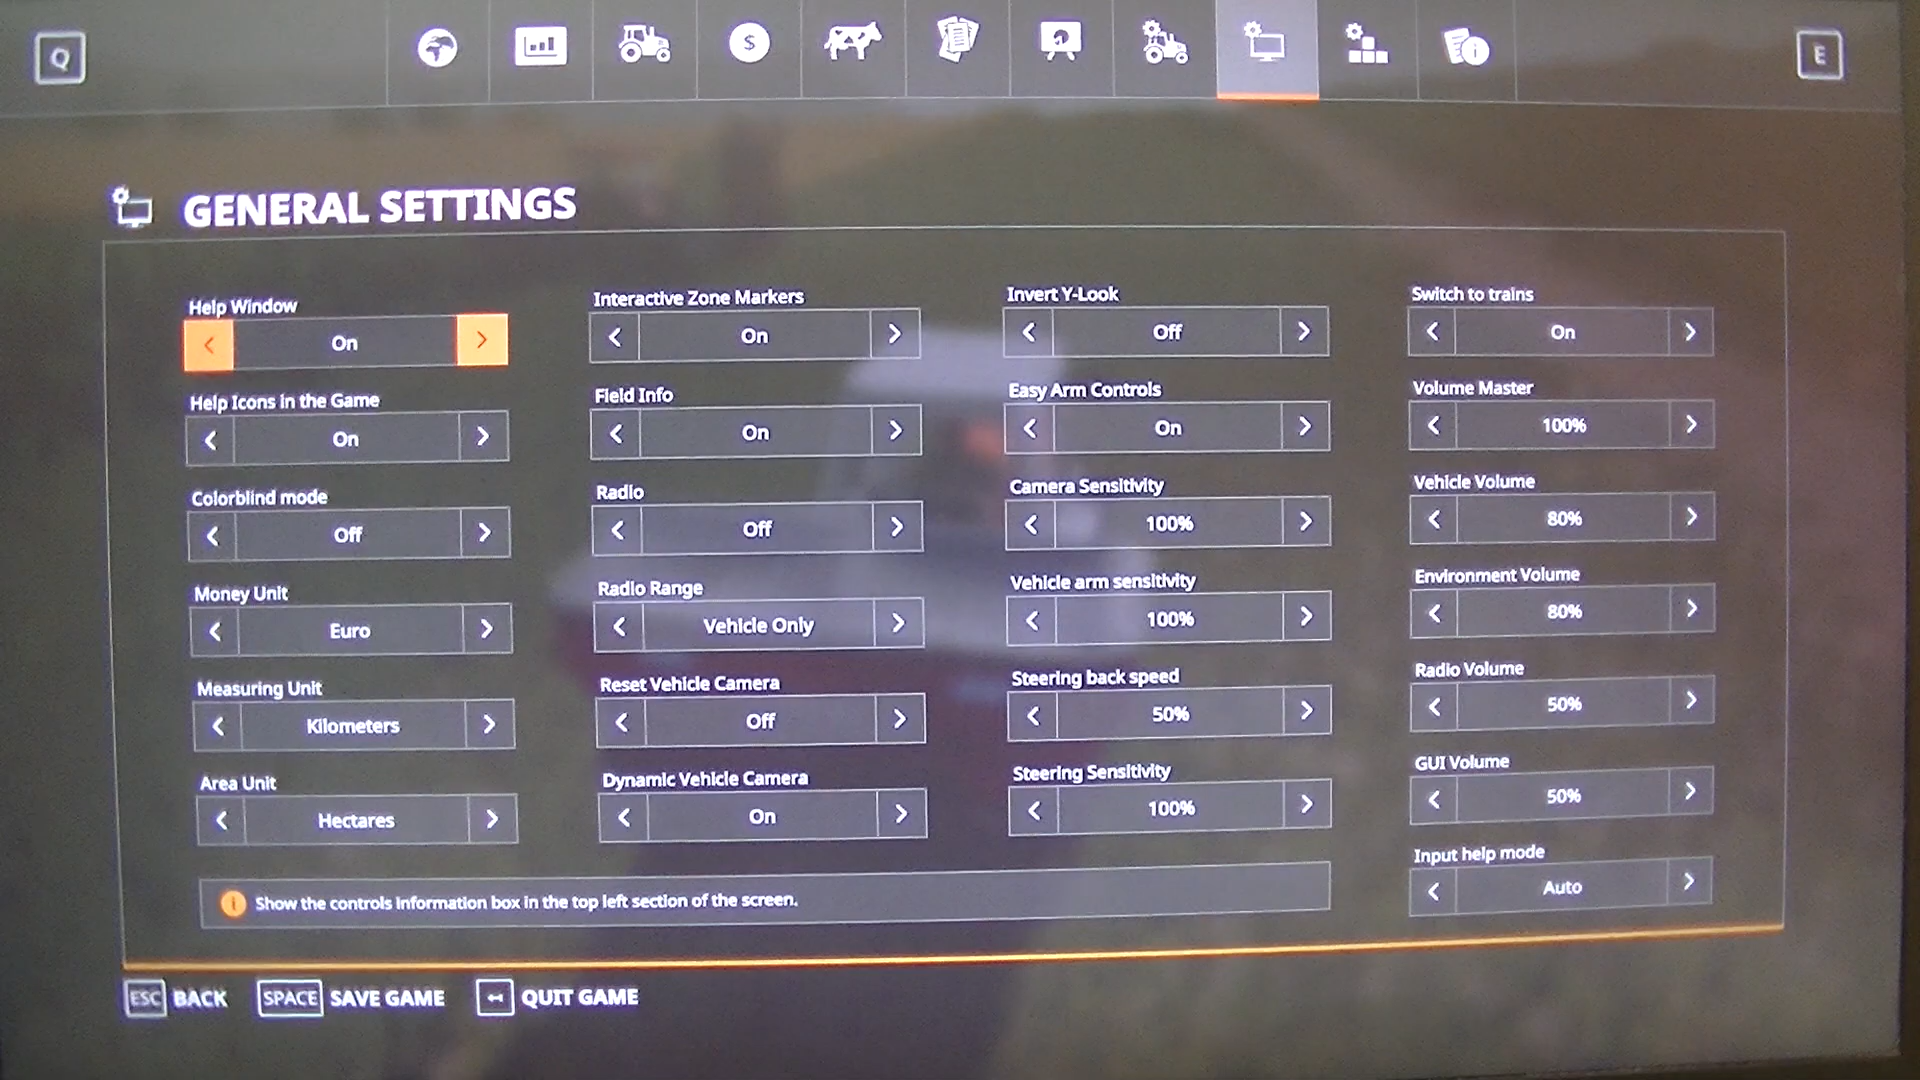 Q
$
E
GENERAL SETTINGS
Help Window
On
Help Icons in the Game
On
Colorblind mode
Off
Money Unit
Euro
Measuring Unit
Kilometers
Area Unit
Hectares
Interactive Zone Markers
On
Field Info
On
Radio
Off
Radio Range
Vehicle Only
Reset Vehicle Camera
Off
Dynamic Vehicle Camera
On
Invert Y-Look
Off
Easy Arm Controls
On
Camera Sensitivity
100%
Vehicle arm sensitivity
100%
Steering back speed
50%
Steering Sensitivity
100%
Switch to trains
On
Volume Master
100%
Vehicle Volume
80%
Environment Volume
80%
Radio Volume
50%
GUI Volume
50%
Input help mode
Auto
i Show the controls information box in the top left section of the screen.
ESC BACK SPACE SAVE GAME QUIT GAME